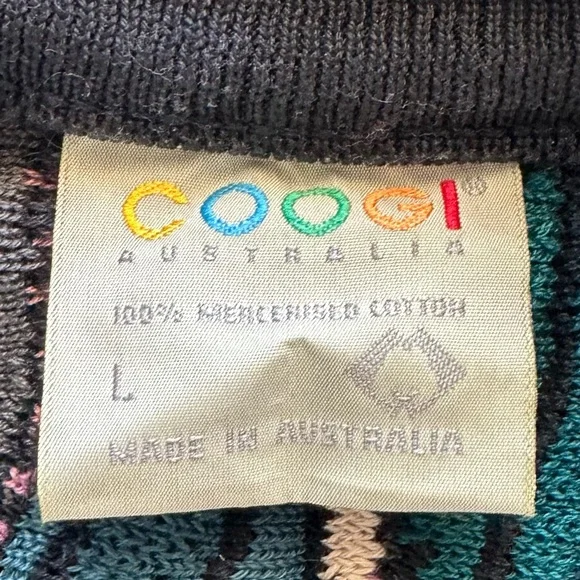 COOGI®
AUSTRALIA
100% MERCERISED COTTON
L
MADE IN AUSTRALIA